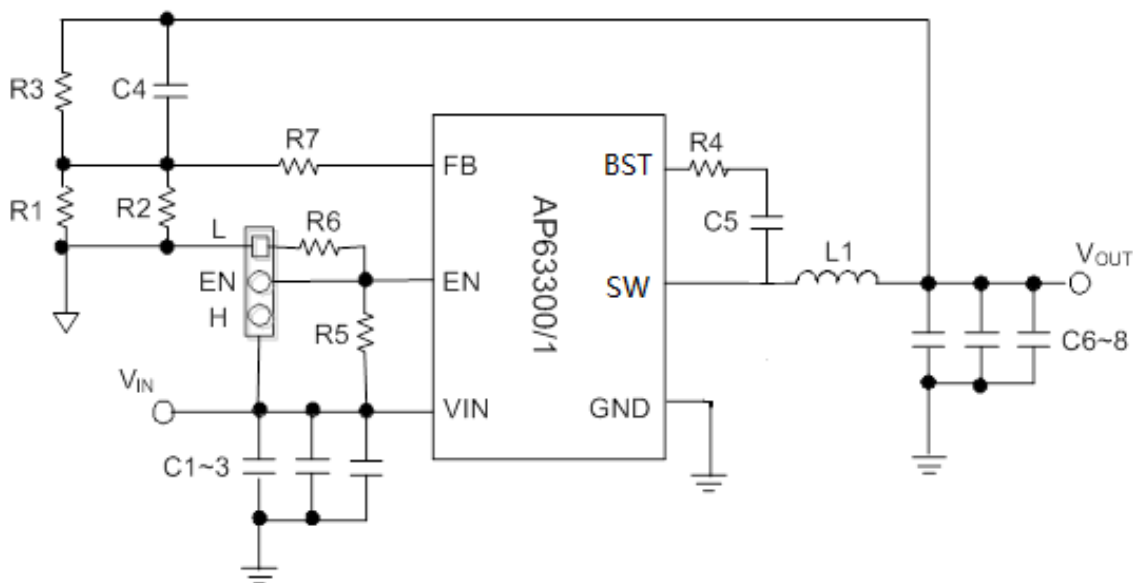 R3
C4
R7
FB
BST
R4
R1
R2
L
R6
C5
EN
EN
SW
L1
VOUT
H
R5
AP63300/1
C6~8
VIN
VIN
GND
C1~3